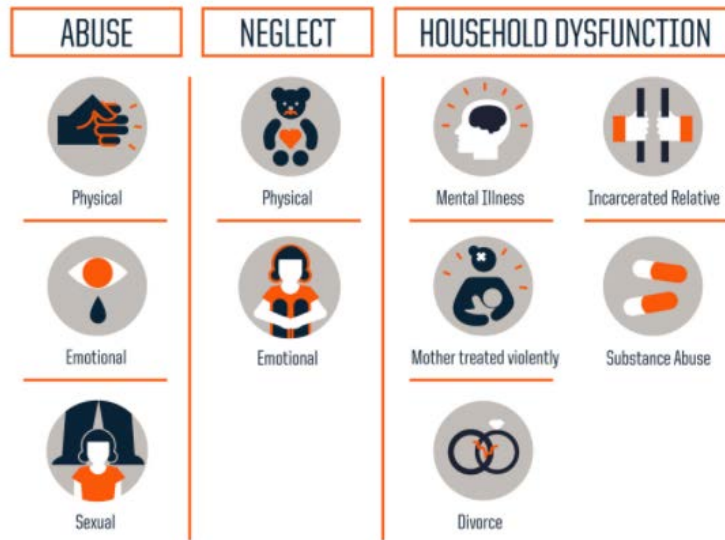 ABUSE
NEGLECT
HOUSEHOLD DYSFUNCTION
Physical
Physical
Mental Illness
Incarcerated Relative
Emotional
Emotional
Mother treated violently
Substance Abuse
Sexual
Divorce